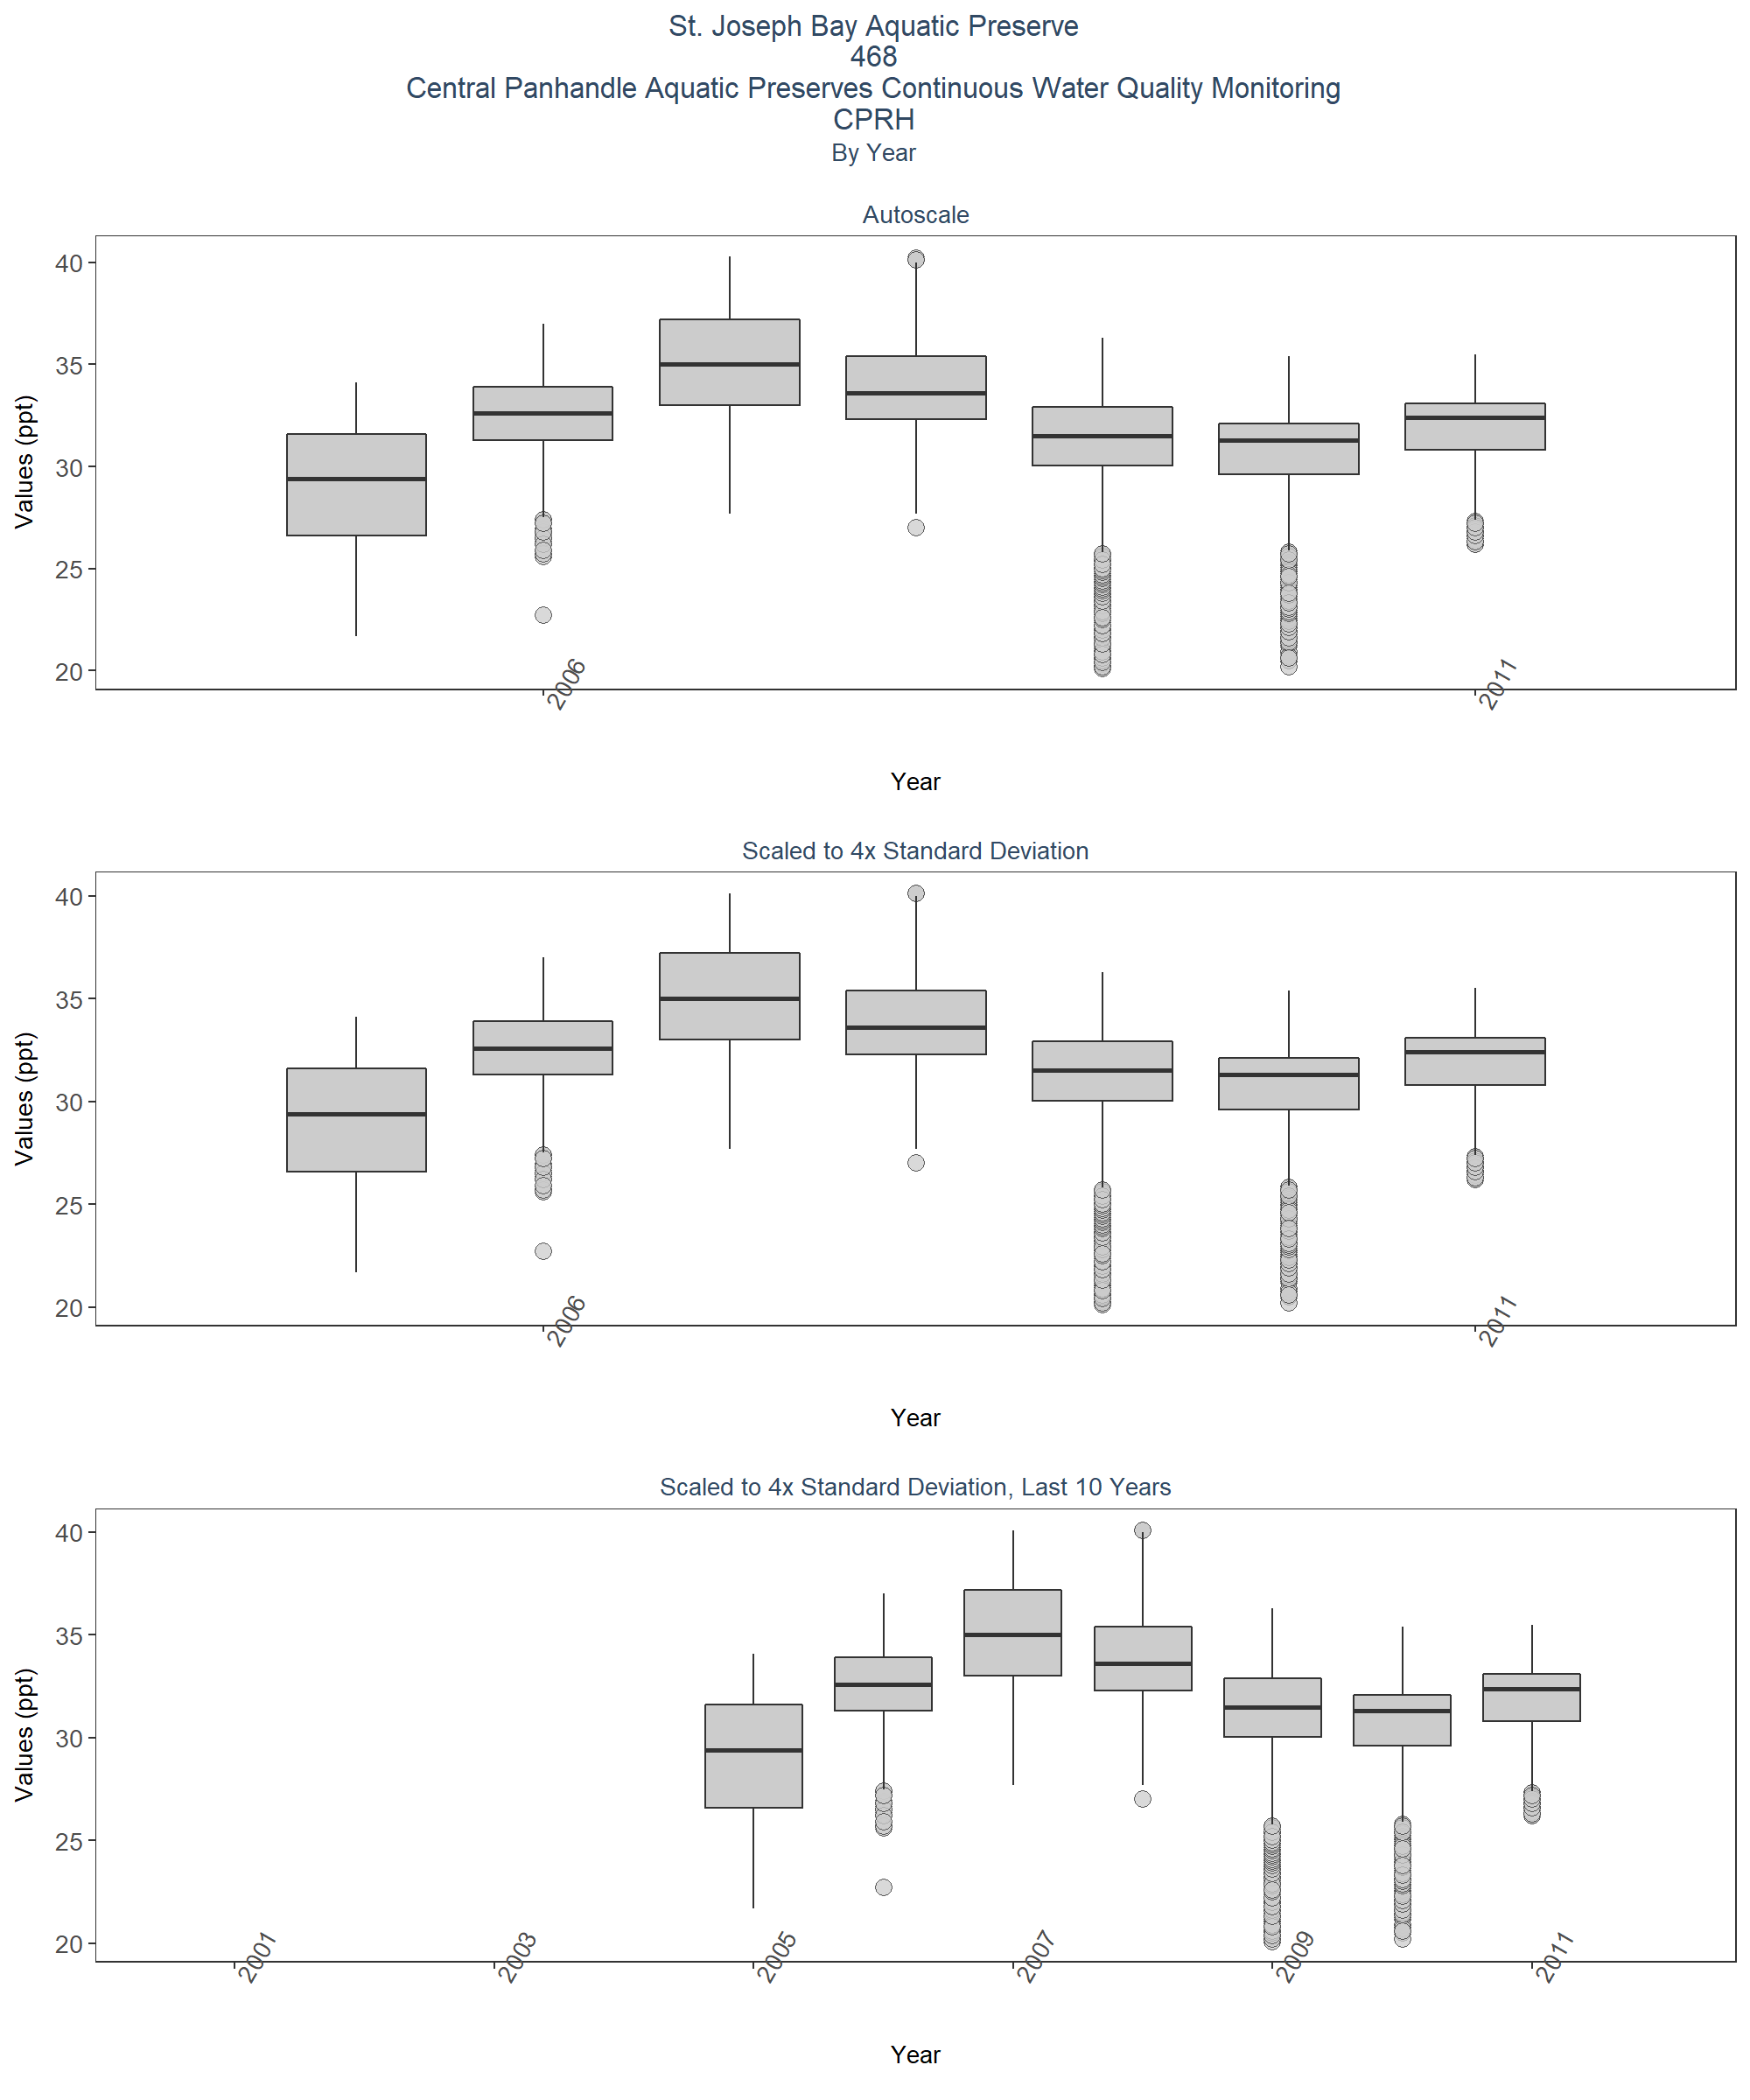 St. Joseph Bay Aquatic Preserve
468
Central Panhandle Aquatic Preserves Continuous Water Quality Monitoring
CPRH
By Year
Autoscale
Values (ppt)
40
35
30
25
20
2006
2011
Year
Scaled to 4x Standard Deviation
Values (ppt)
40
35
30
25
20
2006
2011
Year
Scaled to 4x Standard Deviation, Last 10 Years
Values (ppt)
40
35
30
25
20
2001
2003
2005
2007
2009
2011
Year